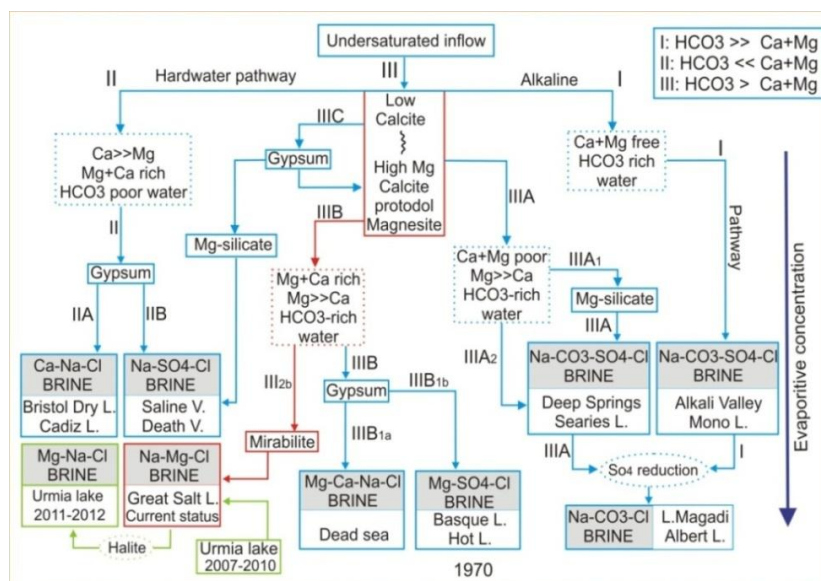 Undersaturated inflow
I: HCO3 >> Ca+Mg
II: HCO3 << Ca+Mg
III: HCO3 > Ca+Mg
II
Hardwater pathway
III
Alkaline
I
Ca>>Mg
Mg+Ca rich
HCO3 poor water
IIIC
Gypsum
Low
Calcite
High Mg
Calcite
protodol
Magnesite
Ca+Mg free
HCO3 rich
water
I
Pathway
Evaporitive concentration
II
Gypsum
IIA
IIB
Mg-silicate
IIIB
Mg+Ca rich
Mg>>Ca
HCO3-rich
water
IIIA
Ca+Mg poor
Mg>>Ca
HCO3-rich
water
IIIA1
Mg-silicate
IIIA
IIIA2
III2b
Mirabilite
IIIB
Gypsum
IIIB1b
IIIB1a
Ca-Na-Cl
BRINE
Bristol Dry L.
Cadiz L.
Na-SO4-Cl
BRINE
Saline V.
Death V.
Na-CO3-SO4-Cl
BRINE
Deep Springs
Searies L.
Na-CO3-SO4-Cl
BRINE
Alkali Valley
Mono L.
Mg-Na-Cl
BRINE
Urmia lake
2011-2012
Na-Mg-Cl
BRINE
Great Salt L.
Current status
Halite
Urmia lake
2007-2010
Mg-Ca-Na-Cl
BRINE
Dead sea
Mg-SO4-Cl
BRINE
Basque L.
Hot L.
IIIA
So4 reduction
I
Na-CO3-Cl
BRINE
L.Magadi
Albert L.
1970